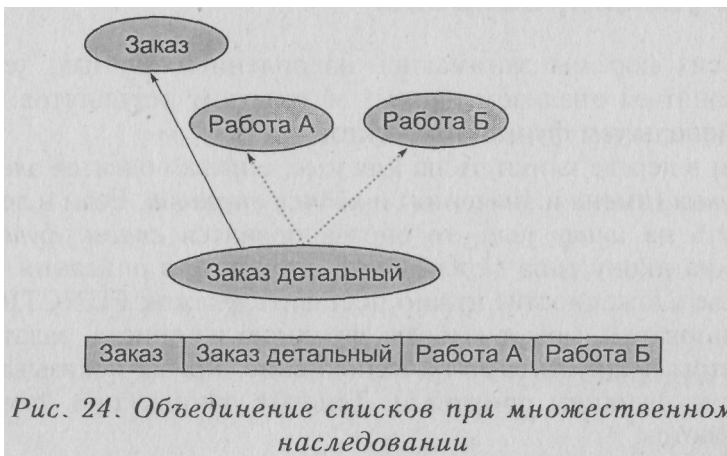 Заказ
Работа А
Работа Б
Заказ детальный
Заказ Заказ детальный Работа А Работа Б
Рис. 24. Объединение списков при множественном
наследовании